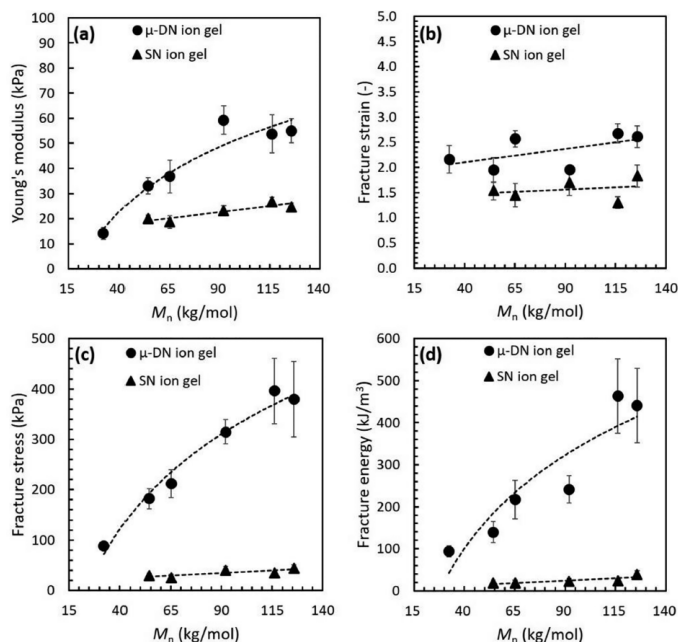 (a)
μ-DN ion gel
SN ion gel
Young's modulus (kPa)
100
90
80
70
60
50
40
30
20
10
0
15 40 65 90 115 140
Mn (kg/mol)
(b)
μ-DN ion gel
SN ion gel
Fracture strain (-)
5.0
4.5
4.0
3.5
3.0
2.5
2.0
1.5
1.0
0.5
0.0
15 40 65 90 115 140
Mn (kg/mol)
(c)
μ-DN ion gel
SN ion gel
Fracture stress (kPa)
500
400
300
200
100
0
15 40 65 90 115 140
Mn (kg/mol)
(d)
μ-DN ion gel
SN ion gel
Fracture energy (kJ/m³)
600
500
400
300
200
100
0
15 40 65 90 115 140
Mn (kg/mol)